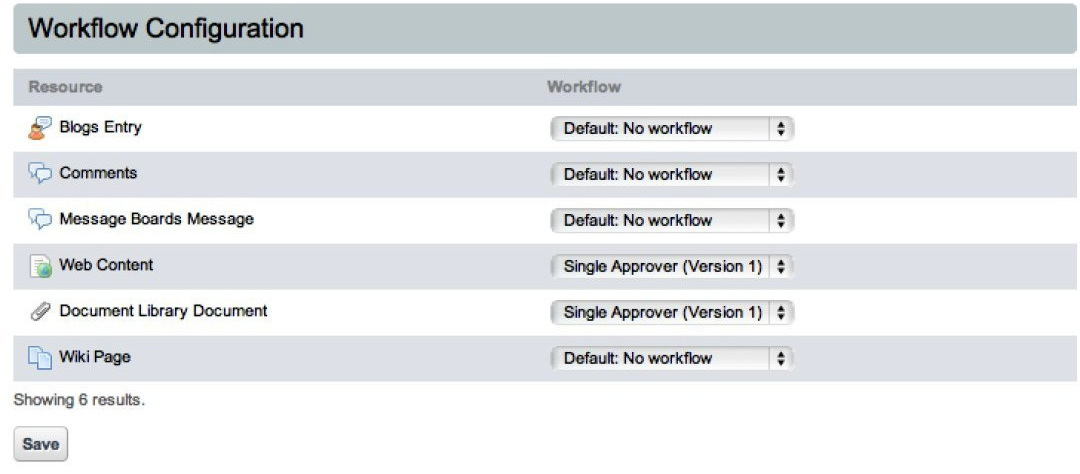 Workflow Configuration
Resource Workflow
Blogs Entry Default: No workflow
Comments Default: No workflow
Message Boards Message Default: No workflow
Web Content Single Approver (Version 1)
Document Library Document Single Approver (Version 1)
Wiki Page Default: No workflow
Showing 6 results.
Save